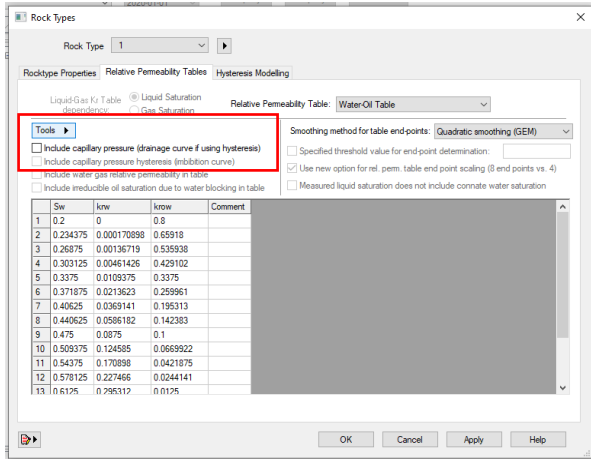 2020-01-01
Rock Types
Rock Type 1
Rocktype Properties Relative Permeability Tables Hysteresis Modelling
Liquid-Gas Kr Table dependency: Liquid Saturation Gas Saturation
Relative Permeability Table: Water-Oil Table
Tools
Smoothing method for table end-points: Quadratic smoothing (GEM)
Include capillary pressure (drainage curve if using hysteresis)
Specified threshold value for end-point determination:
Include capillary pressure hysteresis (imbibition curve)
Use new option for rel. perm. table end point scaling (8 end points vs. 4)
Include water gas relative permeability in table
Measured liquid saturation does not include connate water saturation
Include irreducible oil saturation due to water blocking in table
Sw krw krow Comment
1 0.2 0 0.8
2 0.234375 0.000170898 0.65918
3 0.26875 0.00136719 0.535938
4 0.303125 0.00461426 0.429102
5 0.3375 0.0109375 0.3375
6 0.371875 0.0213623 0.259961
7 0.40625 0.0369141 0.195313
8 0.440625 0.0586182 0.142383
9 0.475 0.0875 0.1
10 0.509375 0.124585 0.0669922
11 0.54375 0.170898 0.0421875
12 0.578125 0.227466 0.0244141
13 0.6125 0.295312 0.0125
OK Cancel Apply Help